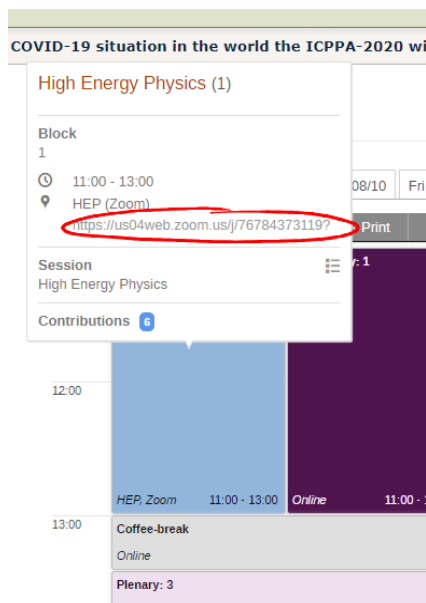 COVID-19 situation in the world the ICPPA-2020 wi
High Energy Physics (1)
Block
1
11:00 - 13:00
HEP (Zoom)
https://us04web.zoom.us/j/76784373119?
Session
High Energy Physics
Contributions 6
08/10 Fri
Print
y: 1
12:00
HEP, Zoom 11:00 - 13:00 Online 11:00 -
13:00 Coffee-break
Online
Plenary: 3